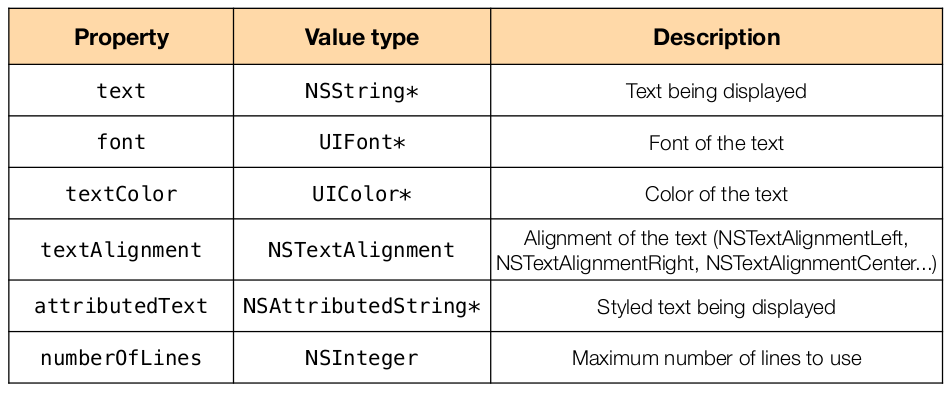 Property Value type Description
text NSString* Text being displayed
font UIFont* Font of the text
textColor UIColor* Color of the text
textAlignment NSTextAlignment Alignment of the text (NSTextAlignmentLeft,
NSTextAlignmentRight, NSTextAlignmentCenter...)
attributedText NSAttributedString* Styled text being displayed
numberOfLines NSInteger Maximum number of lines to use